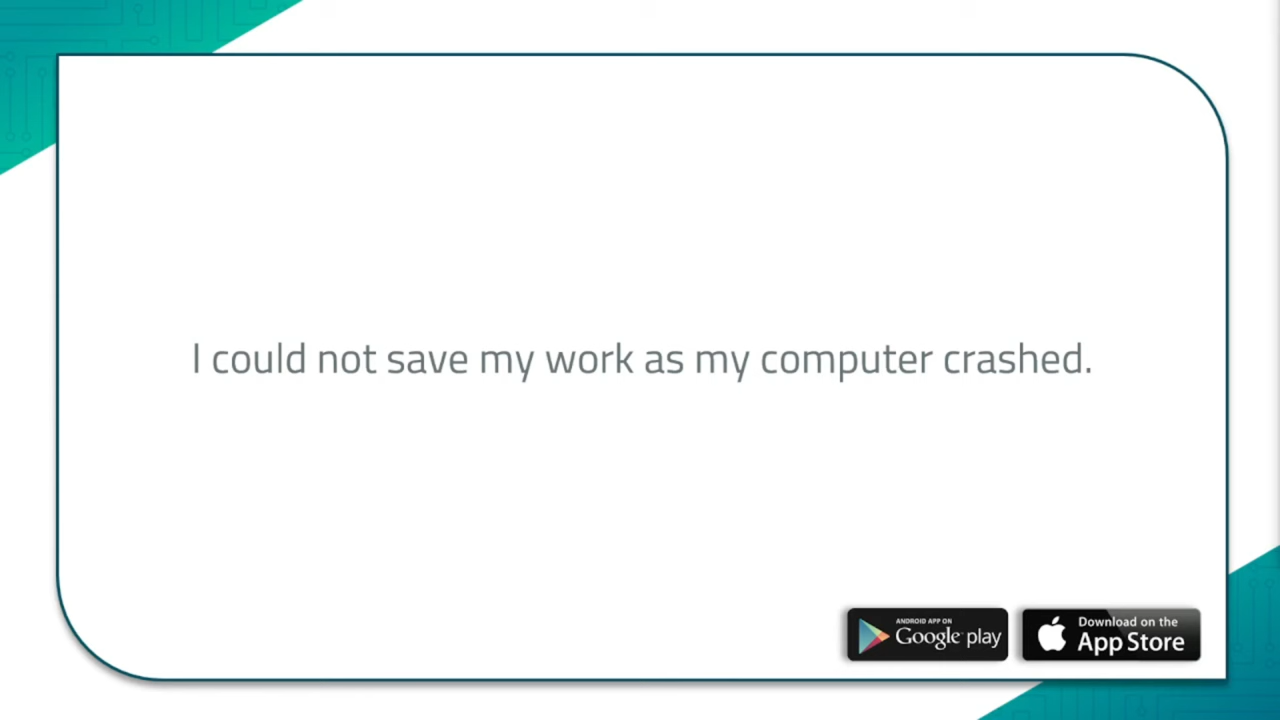 I could not save my work as my computer crashed.
ANDROID APP ON
Google play
Download on the
App Store